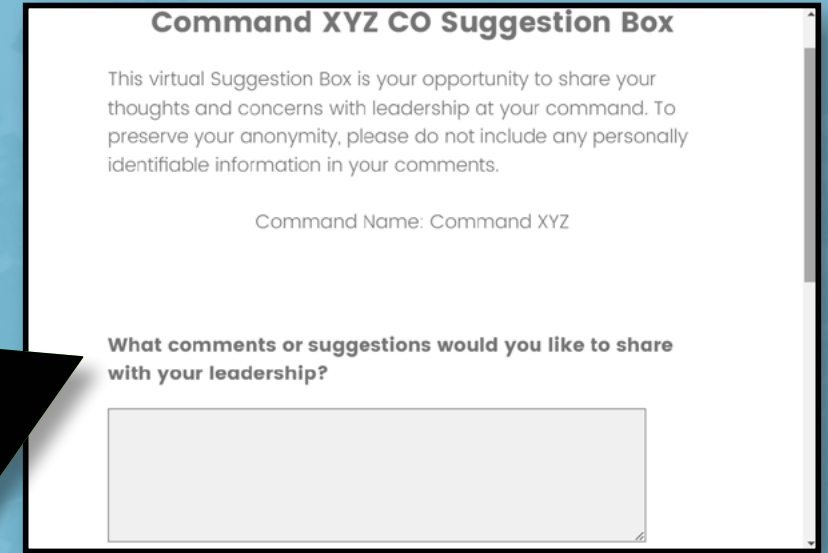 Command XYZ CO Suggestion Box
This virtual Suggestion Box is your opportunity to share your
thoughts and concerns with leadership at your command. To
preserve your anonymity, please do not include any personally
identifiable information in your comments.
Command Name: Command XYZ
What comments or suggestions would you like to share
with your leadership?